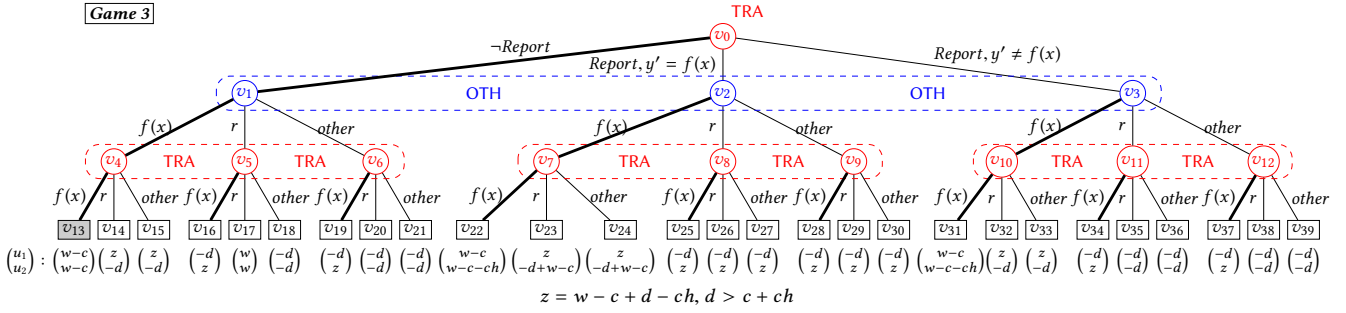 Game 3
TRA
v0
¬Report
Report, y′ = f(x)
Report, y′ ≠ f(x)
v1 OTH v2 OTH v3
f(x) r other f(x) r other f(x) r other
v4 TRA v5 TRA v6 v7 TRA v8 TRA v9 v10 TRA v11 TRA v12
f(x) r other f(x) r other f(x) r other f(x) r other f(x) r other f(x) r other f(x) r other f(x) r other f(x) r other
v13 v14 v15 v16 v17 v18 v19 v20 v21 v22 v23 v24 v25 v26 v27 v28 v29 v30 v31 v32 v33 v34 v35 v36 v37 v38 v39
(u1 u2) : (w−c w−c) (z −d) (z −d) (−d z) (w w) (−d −d) (−d z) (−d −d) (−d −d) (w−c w−c−ch) (z −d+w−c) (z −d+w−c) (−d z) (−d z) (−d z) (−d z) (−d z) (−d z) (w−c w−c−ch) (z −d) (z −d) (−d z) (−d −d) (−d −d) (−d z) (−d −d) (−d −d)
z = w − c + d − ch, d > c + ch